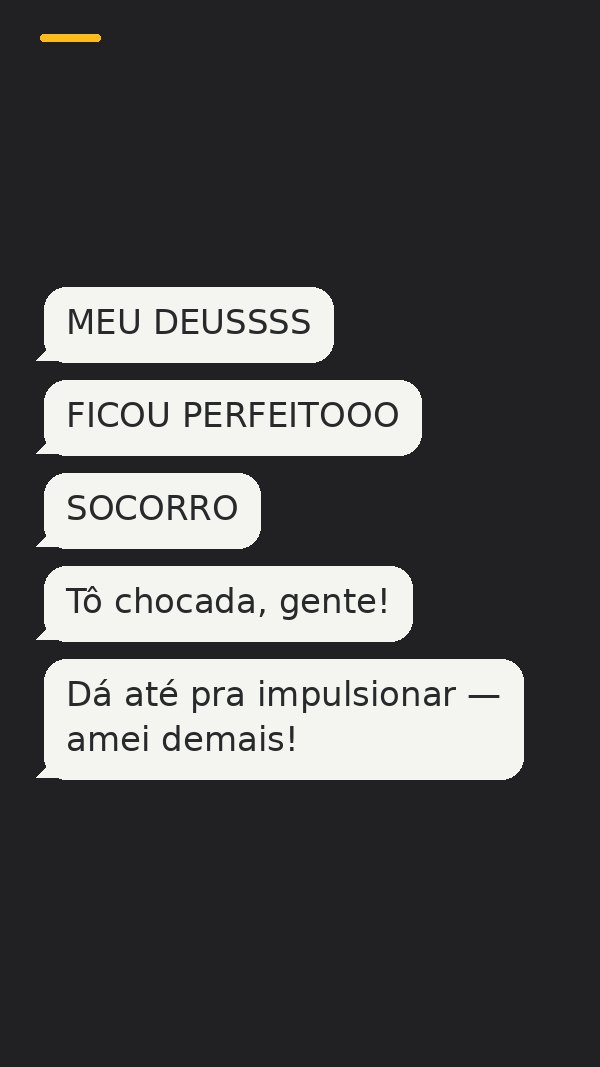 MEU DEUSSSS
FICOU PERFEITOOO
SOCORRO
Tô chocada, gente!
Dá até pra impulsionar —
amei demais!